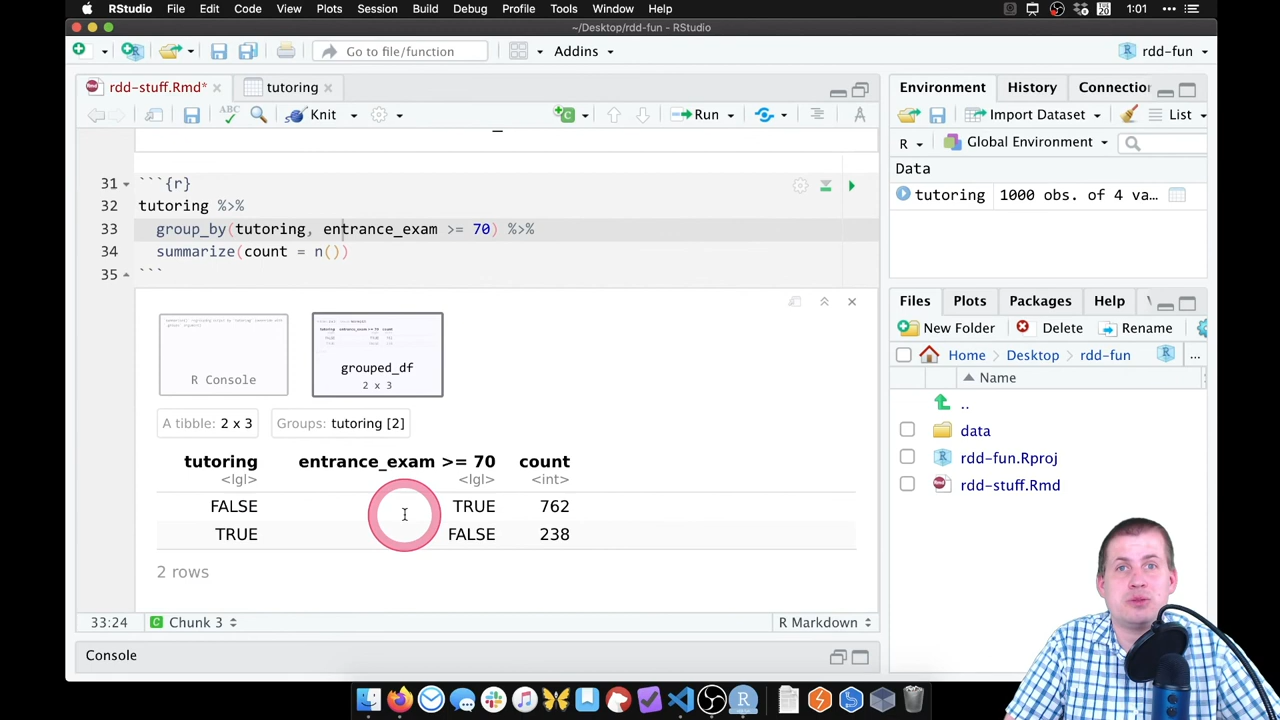 RStudio File Edit Code View Plots Session Build Debug Profile Tools Window Help 20 1:01
~/Desktop/rdd-fun - RStudio
Go to file/function Addins rdd-fun
rdd-stuff.Rmd* tutoring
Knit Run
31 ```{r}
32 tutoring %>%
33 group_by(tutoring, entrance_exam >= 70) %>%
34 summarize(count = n())
35 ```
R Console
grouped_df
2 x 3
A tibble: 2 x 3 Groups: tutoring [2]
tutoring entrance_exam >= 70 count
<lgl> <lgl> <int>
FALSE TRUE 762
TRUE FALSE 238
2 rows
33:24 Chunk 3 R Markdown
Console
Environment History Connectio
Import Dataset List
R Global Environment
Data
tutoring 1000 obs. of 4 va…
Files Plots Packages Help
New Folder Delete Rename
Home Desktop rdd-fun ...
Name
..
data
rdd-fun.Rproj
rdd-stuff.Rmd